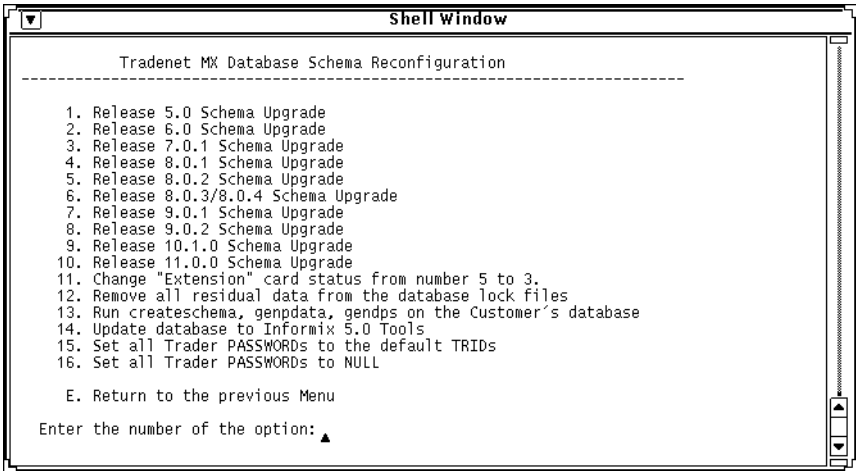 Shell Window
Tradenet MX Database Schema Reconfiguration
--------------------------------------------------------------------------
1. Release 5.0 Schema Upgrade
2. Release 6.0 Schema Upgrade
3. Release 7.0.1 Schema Upgrade
4. Release 8.0.1 Schema Upgrade
5. Release 8.0.2 Schema Upgrade
6. Release 8.0.3/8.0.4 Schema Upgrade
7. Release 9.0.1 Schema Upgrade
8. Release 9.0.2 Schema Upgrade
9. Release 10.1.0 Schema Upgrade
10. Release 11.0.0 Schema Upgrade
11. Change "Extension" card status from number 5 to 3.
12. Remove all residual data from the database lock files
13. Run createschema, genpdata, gendps on the Customer´s database
14. Update database to Informix 5.0 Tools
15. Set all Trader PASSWORDs to the default TRIDs
16. Set all Trader PASSWORDs to NULL
E. Return to the previous Menu
Enter the number of the option: